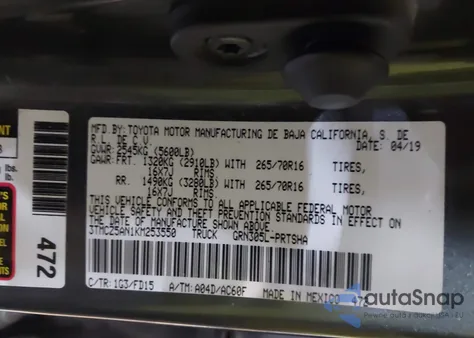 MFD.BY:TOYOTA MOTOR MANUFACTURING DE BAJA CALIFORNIA, S. DE
R.L. DE C.V. DATE: 04/19
GVWR: 2545KG (5600LB)
GAWR: FRT. 1320KG (2910LB) WITH 265/70R16 TIRES,
16X7J RIMS,
RR. 1490KG (3280LB) WITH 265/70R16 TIRES,
16X7J
THIS VEHICLE CONFORMS TO ALL APPLICABLE FEDERAL MOTOR
VEHICLE SAFETY AND THEFT PREVENTION STANDARDS IN EFFECT ON
THE DATE OF MANUFACTURE SHOWN ABOVE.
3TMCZ5AN1KM253550 TRUCK GRN305L-PRTSHA
C/TR: 1G3/FD15 A/TM: A04D/AC60F MADE IN MEXICO 472
472
lbs.
autaSnap